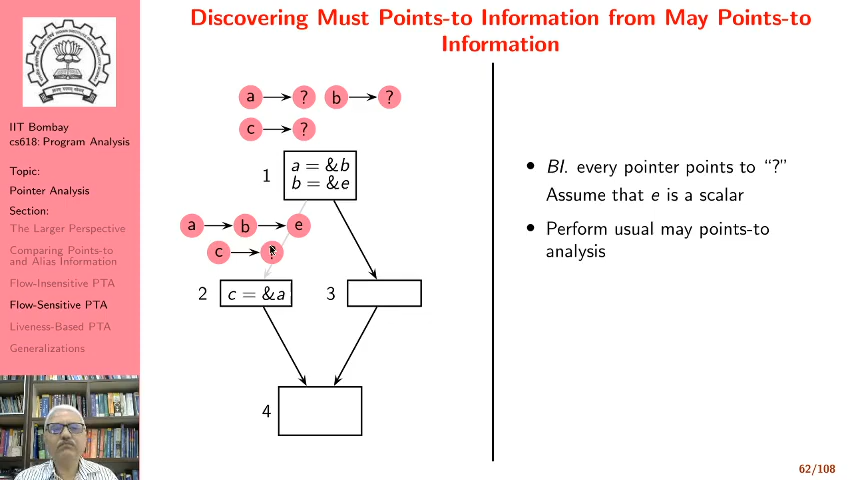 Discovering Must Points-to Information from May Points-to
Information
IIT Bombay
cs618: Program Analysis
Topic:
Pointer Analysis
Section:
The Larger Perspective
Comparing Points-to
and Alias Information
Flow-Insensitive PTA
Flow-Sensitive PTA
Liveness-Based PTA
Generalizations
a ? b ?
c ?
1 a = &b
b = &e
a b e
c ?
2 c = &a 3
4
• BI. every pointer points to “?”
Assume that e is a scalar
• Perform usual may points-to
analysis
62/108